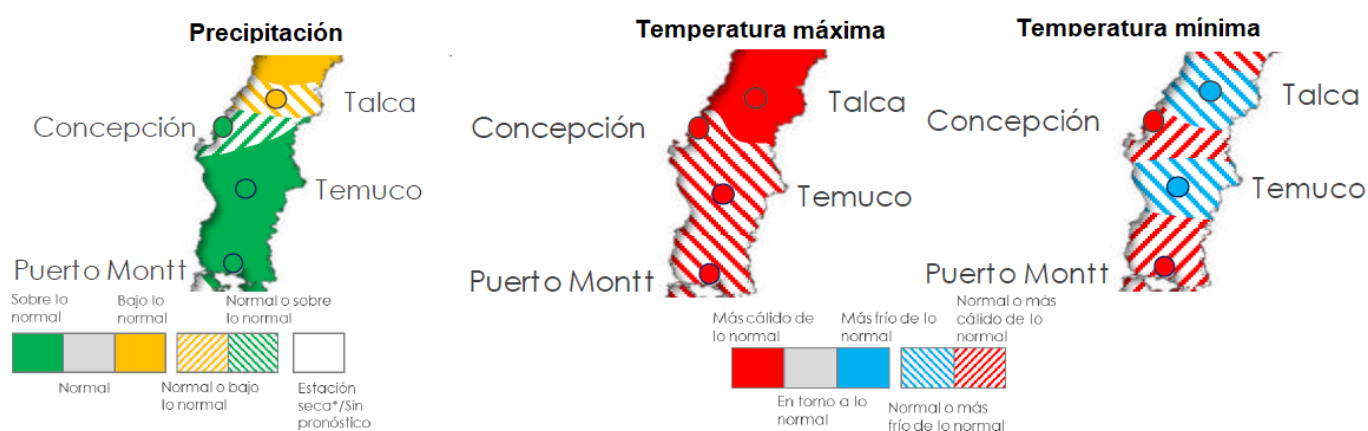 Precipitación
Talca
Concepción
Temuco
Puerto Montt
Sobre lo
normal
Bajo lo
normal
Normal o sobre
lo normal
Normal
Normal o bajo
lo normal
Estación
seca*/Sin
pronóstico
Temperatura máxima
Talca
Concepción
Temuco
Puerto Montt
Más cálido de
lo normal
Más frío de lo
normal
Normal o más
cálido de lo
normal
En torno a lo
normal
Normal o más
frío de lo normal
Temperatura mínima
Talca
Concepción
Temuco
Puerto Montt